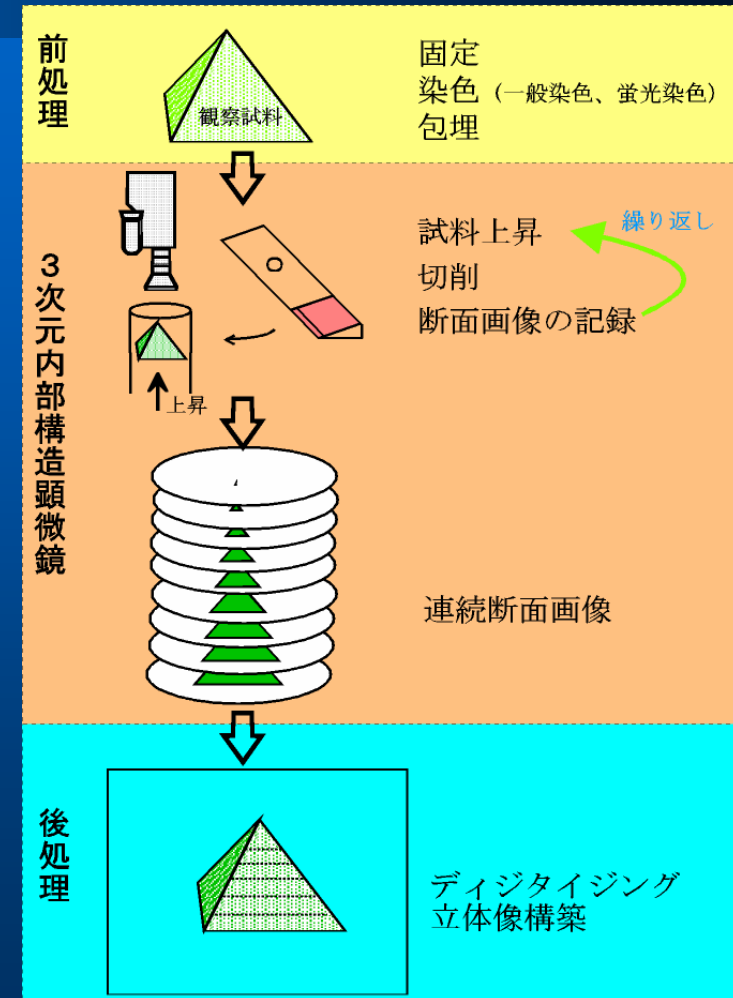 前処理
観察試料
固定
染色（一般染色、蛍光染色）
包埋
3次元内部構造顕微鏡
試料上昇
繰り返し
切削
断面画像の記録
上昇
連続断面画像
後処理
ディジタイジング
立体像構築